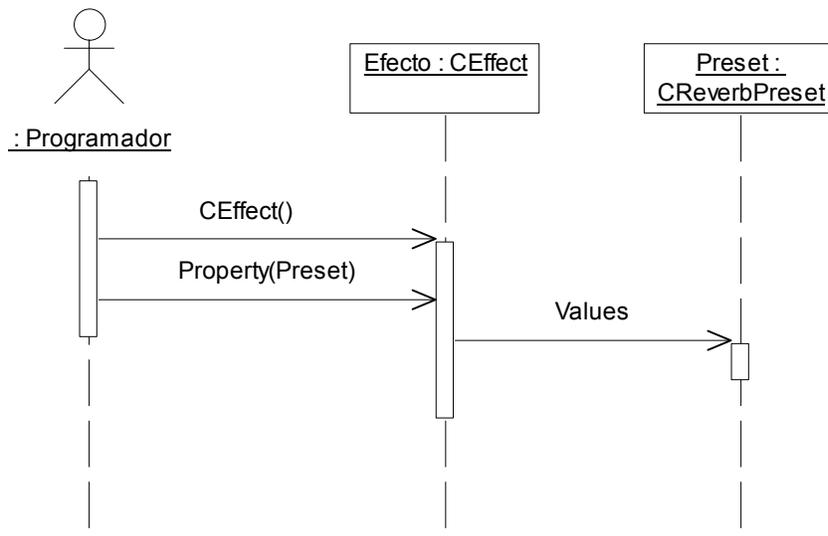 Efecto : CEffect
Preset :
CReverbPreset
: Programador
CEffect()
Property(Preset)
Values